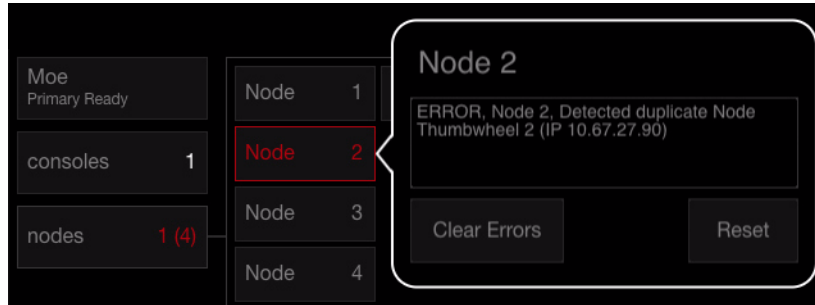 Moe
Primary Ready
consoles 1
nodes 1 (4)
Node 1
Node 2
Node 3
Node 4
Node 2
ERROR, Node 2, Detected duplicate Node
Thumbwheel 2 (IP 10.67.27.90)
Clear Errors
Reset